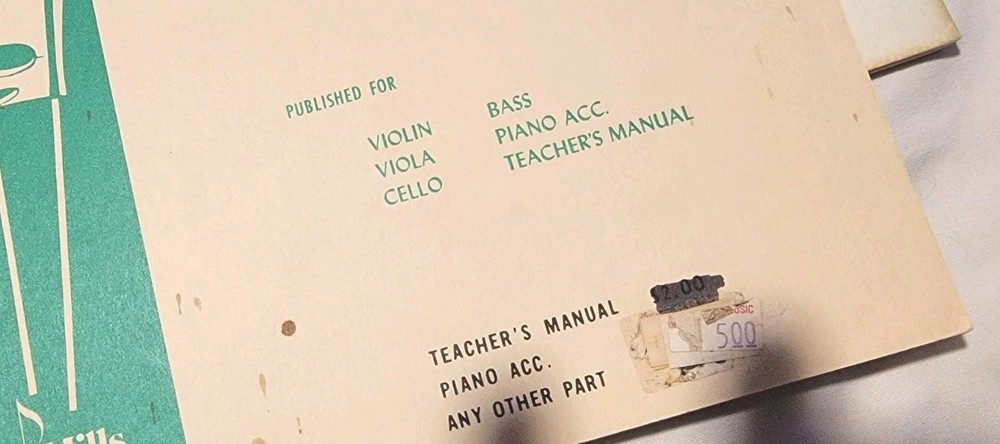 PUBLISHED FOR
VIOLIN
VIOLA
CELLO
BASS
PIANO ACC.
TEACHER'S MANUAL
TEACHER'S MANUAL
PIANO ACC.
ANY OTHER PART
$2.00
500
Mills